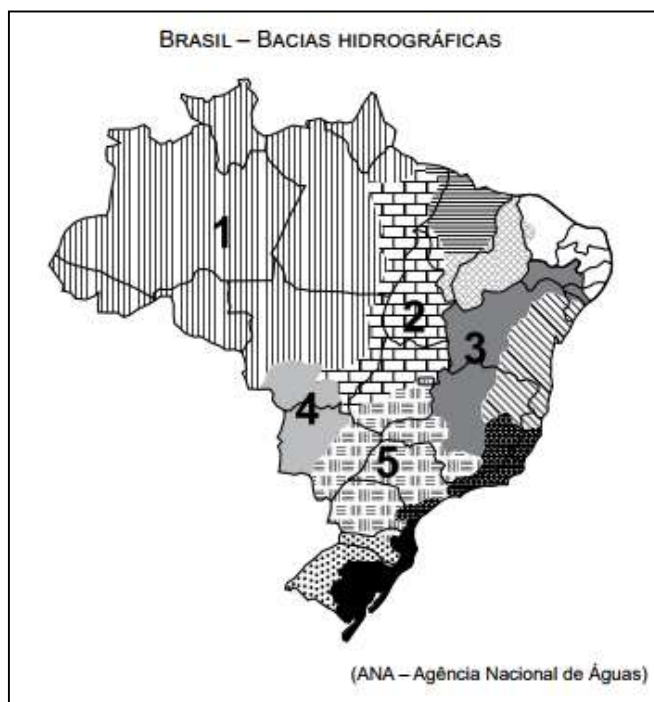 BRASIL – BACIAS HIDROGRÁFICAS
1
2
3
4
5
(ANA – Agência Nacional de Águas)